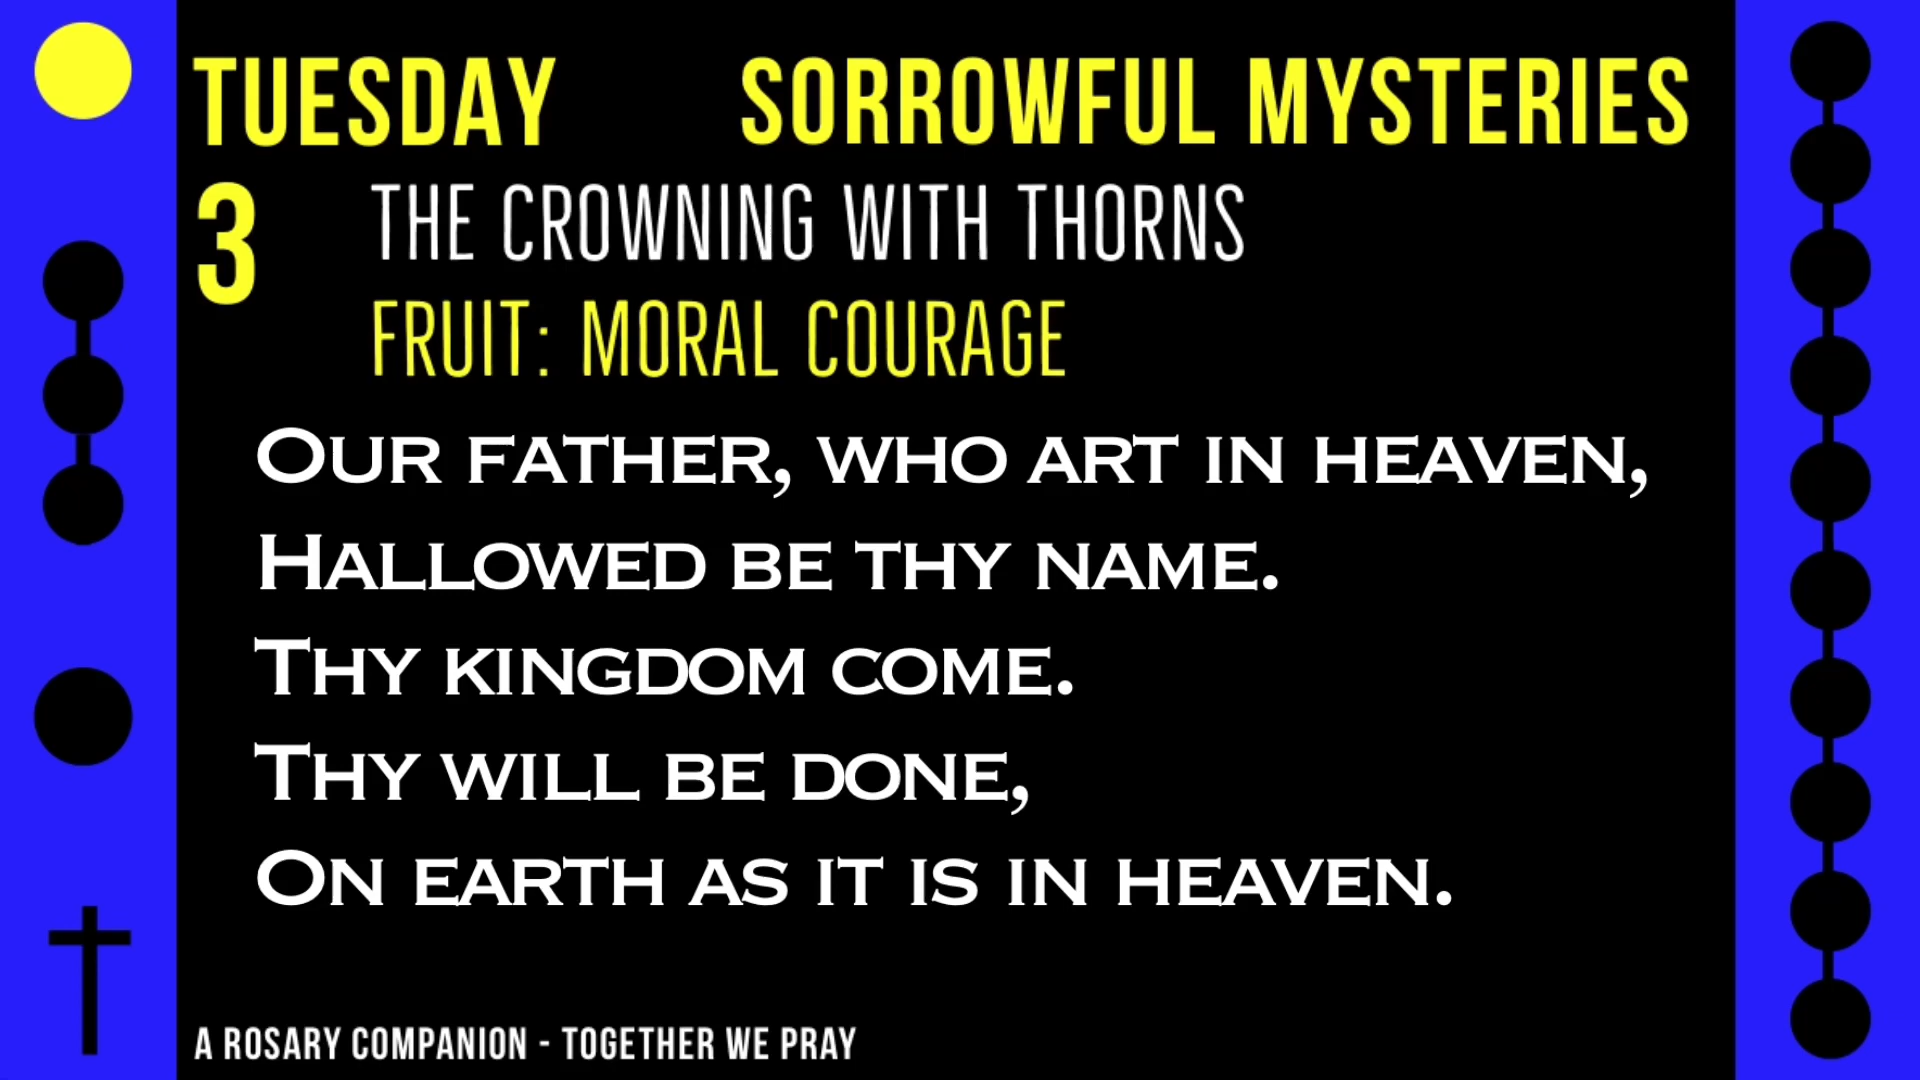 TUESDAY SORROWFUL MYSTERIES
3 THE CROWNING WITH THORNS
FRUIT: MORAL COURAGE
OUR FATHER, WHO ART IN HEAVEN,
HALLOWED BE THY NAME.
THY KINGDOM COME.
THY WILL BE DONE,
ON EARTH AS IT IS IN HEAVEN.
A ROSARY COMPANION - TOGETHER WE PRAY